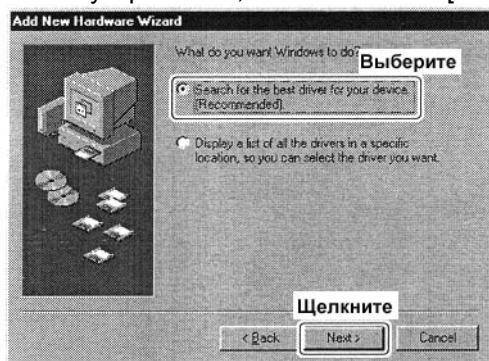 Add New Hardware Wizard
What do you want Windows to do?
Выберите
Search for the best driver for your device.
(Recommended).
Display a list of all the drivers in a specific
location, so you can select the driver you want.
Щелкните
< Back
Next >
Cancel